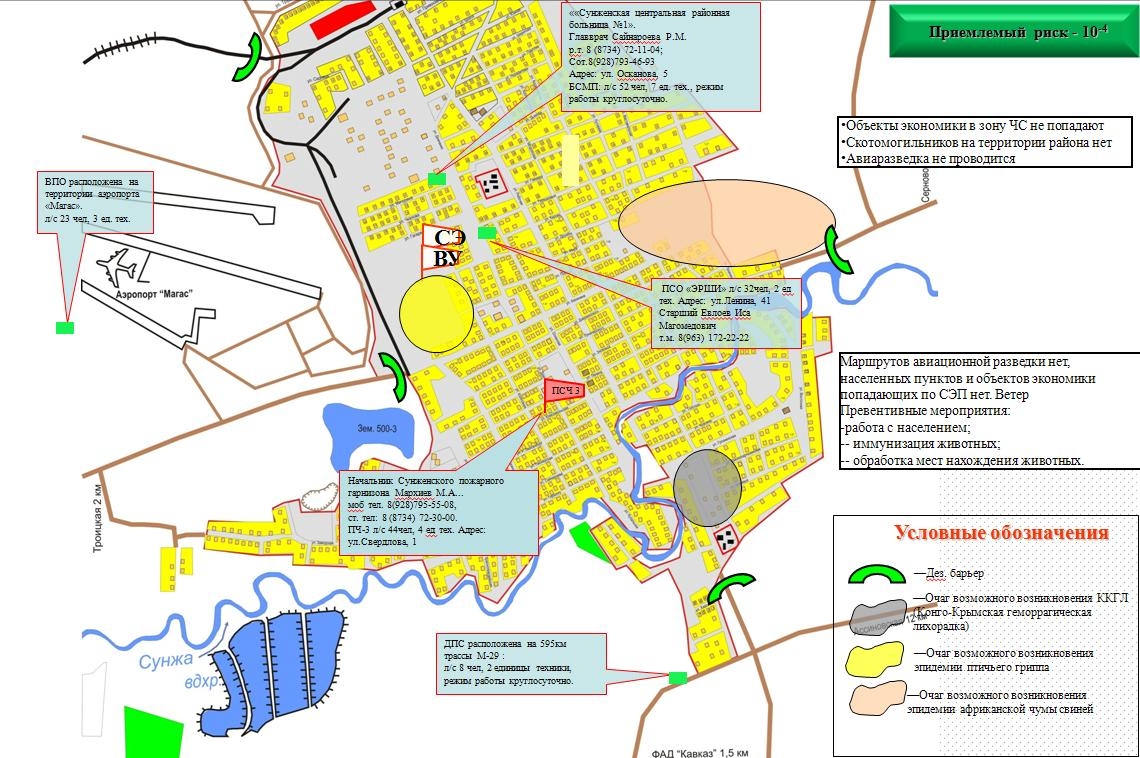 ««Сунженская центральная районная
больница №1».
Главврач Сайнароева Р.М.
р.т. 8 (8734) 72-11-04;
Сот.8(928)793-46-93
Адрес: ул. Осканова, 5
БСМП: л/с 52 чел, 7 ед. тех., режим
работы круглосуточно.
Приемлемый риск - 10-4
•Объекты экономики в зону ЧС не попадают
•Скотомогильников на территории района нет
•Авиаразведка не проводится
ВПО расположена на
территории аэропорта
«Магас».
л/с 23 чел, 3 ед. тех.
Аэропорт "Магас"
СЭ
ВУ
ПСО «ЭРШИ» л/с 32чел, 2 ед
тех. Адрес: ул.Ленина, 41
Старший Евлоев Иса
Магомедович
т.м. 8(963) 172-22-22
Маршрутов авиационной разведки нет,
населенных пунктов и объектов экономики
попадающих по СЭП нет. Ветер
Превентивные мероприятия:
-работа с населением;
-- иммунизация животных;
-- обработка мест нахождения животных.
ПСЧ 3
Зем. 500-3
Начальник Сунженского пожарного
гарнизона Мархиев М.А…
моб тел. 8(928)795-55-08,
ст. тел: 8 (8734) 72-30-00.
ПЧ-3 л/с 44чел, 4 ед тех. Адрес:
ул.Свердлова, 1
Троицкая 2 км
Условные обозначения
—Дез. барьер
—Очаг возможного возникновения ККГЛ
(Конго-Крымская геморрагическая
лихорадка)
Ассиновская 12 км
—Очаг возможного возникновения
эпидемии птичьего гриппа
—Очаг возможного возникновения
эпидемии африканской чумы свиней
ДПС расположена на 595км
трассы М-29 :
л/с 8 чел, 2 единицы техники,
режим работы круглосуточно.
Сунжа
вдхр.
ФАД "Кавказ" 1,5 км